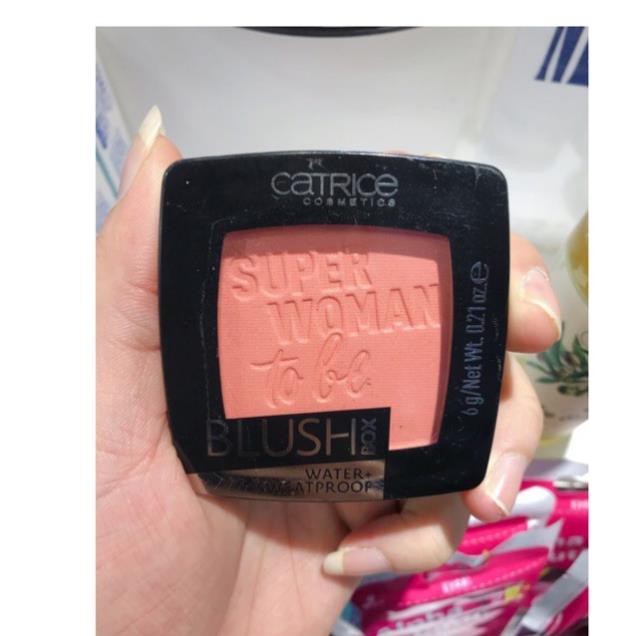 CATRICE
COSMETICS
SUPER
WOMAN
to be
6 g/Net Wt. 0.21 oz. ℮
BLUSH
BOX
WATER+